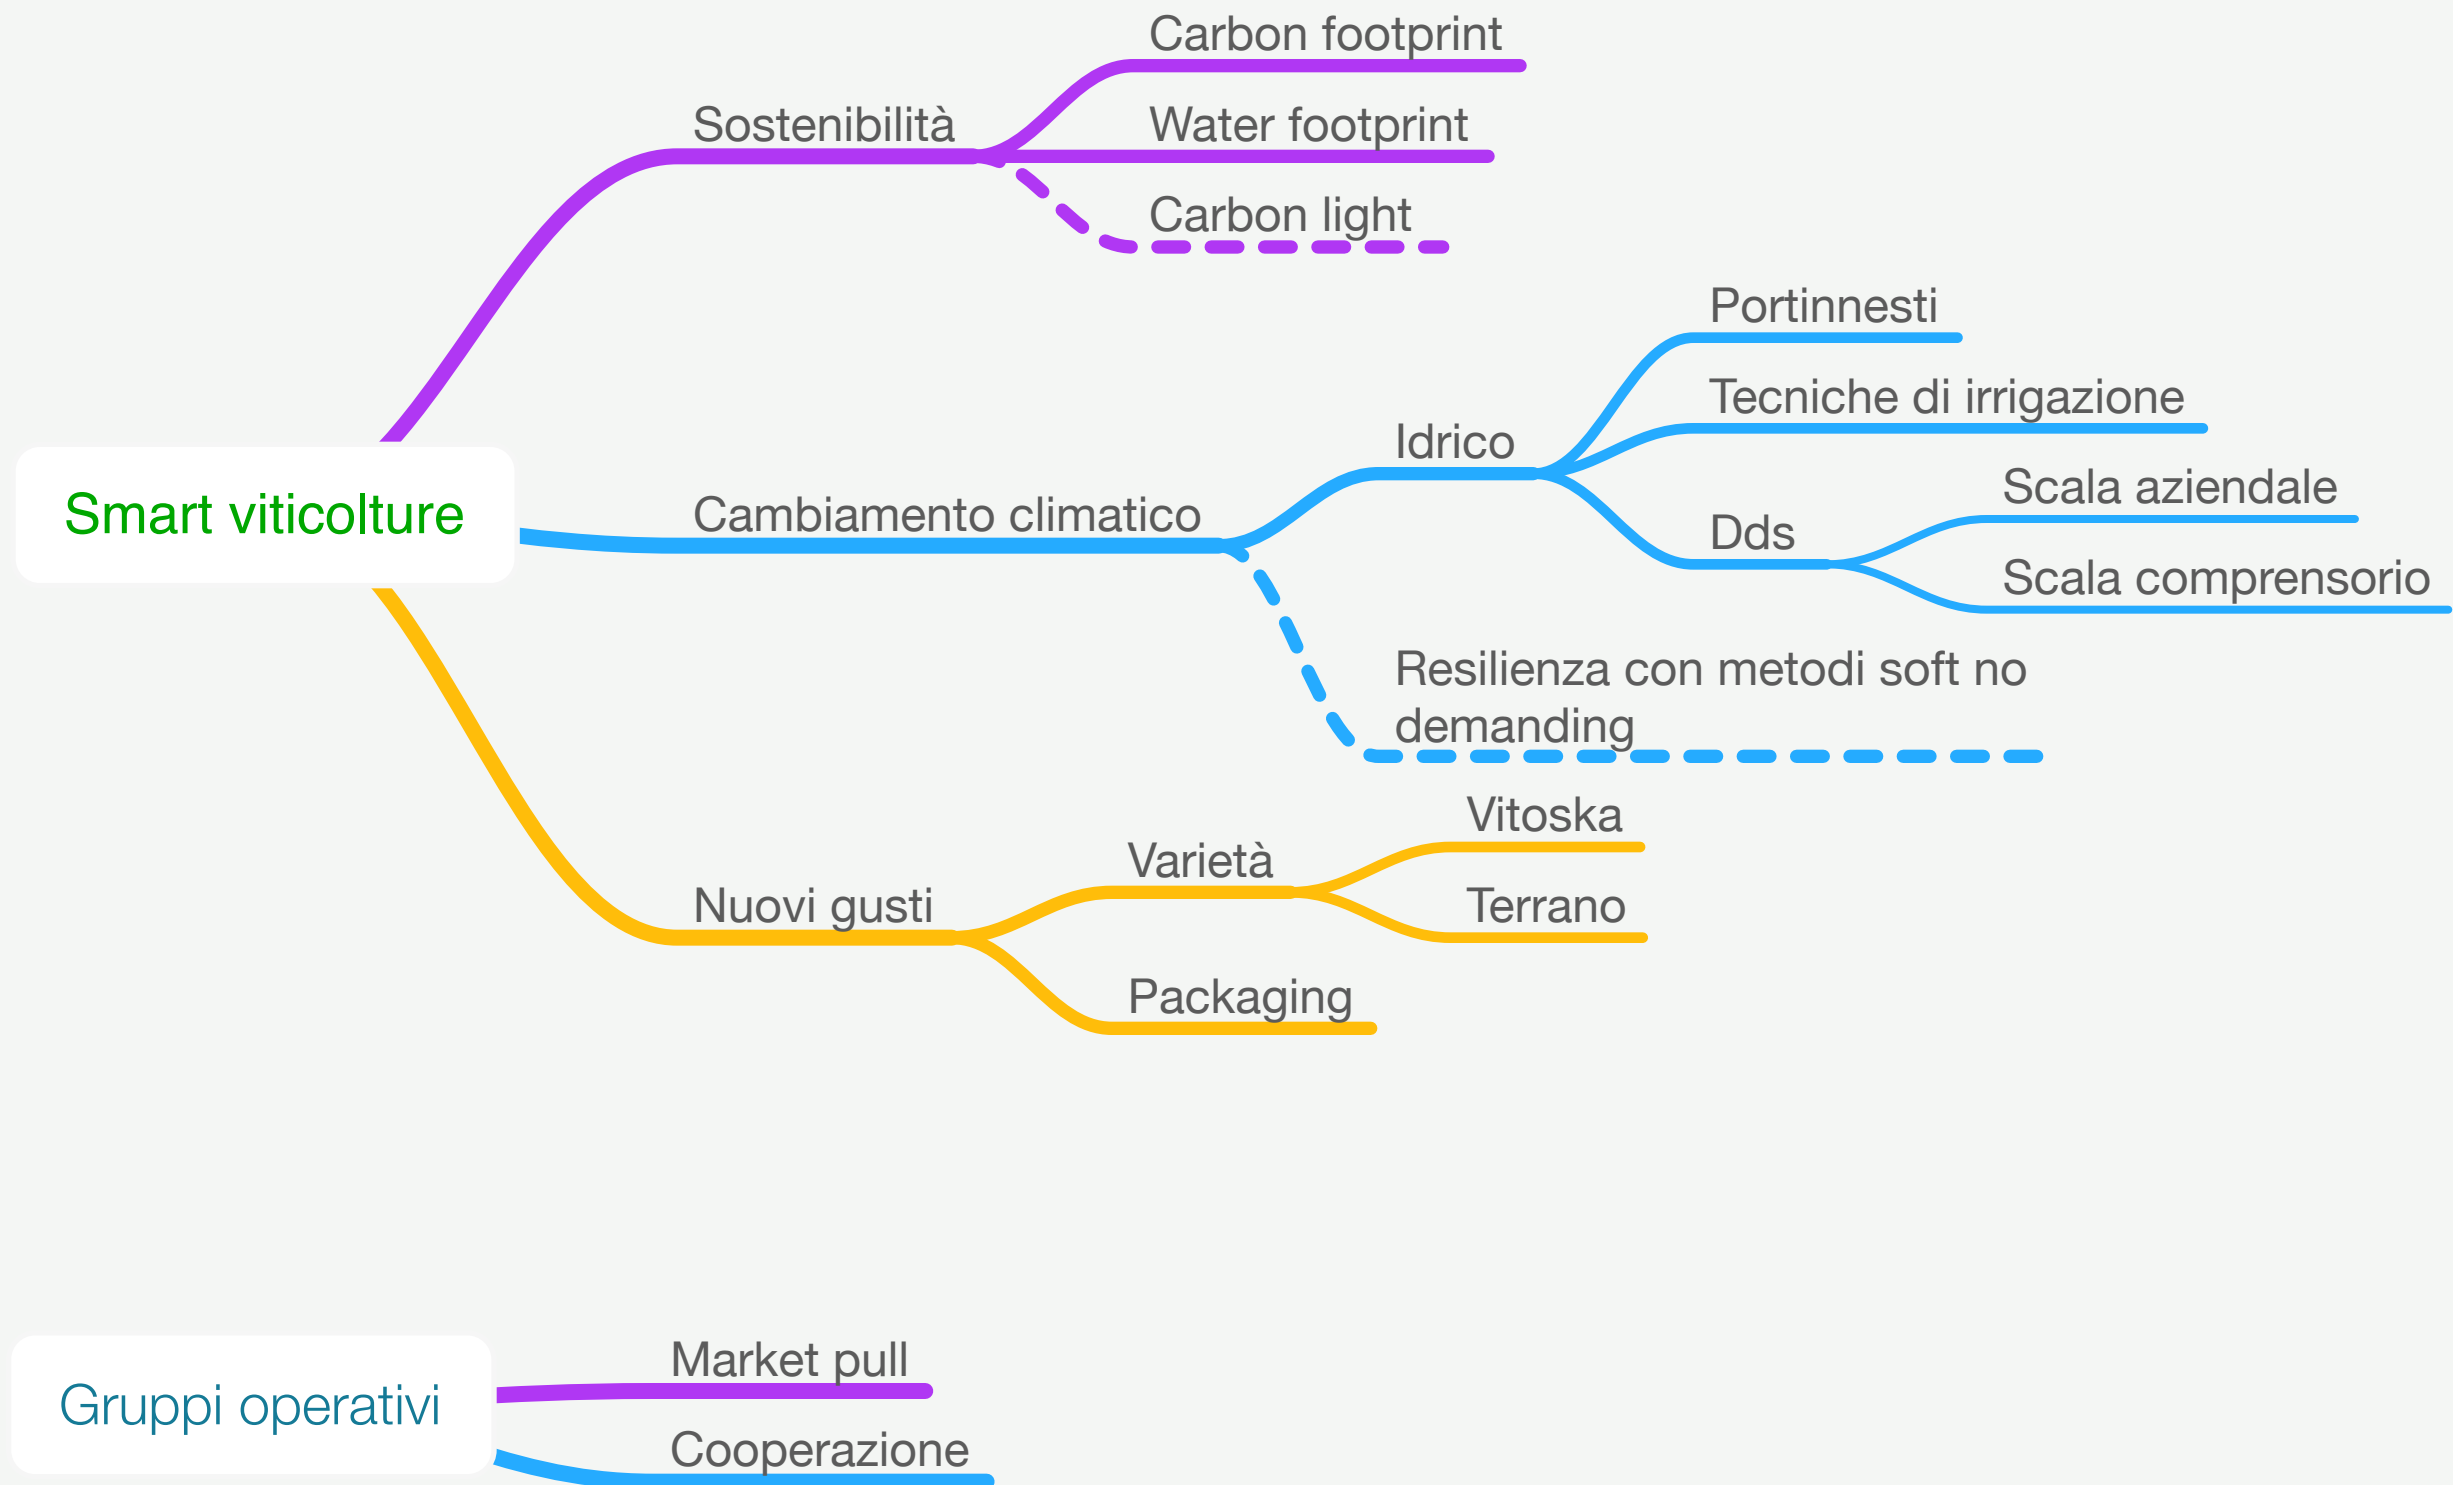 Carbon footprint
Sostenibilità
Water footprint
Carbon light
Portinnesti
Tecniche di irrigazione
Idrico
Scala aziendale
Smart viticolture
Cambiamento climatico
Dds
Scala comprensorio
Resilienza con metodi soft no
demanding
Vitoska
Varietà
Nuovi gusti
Terrano
Packaging
Market pull
Gruppi operativi
Cooperazione